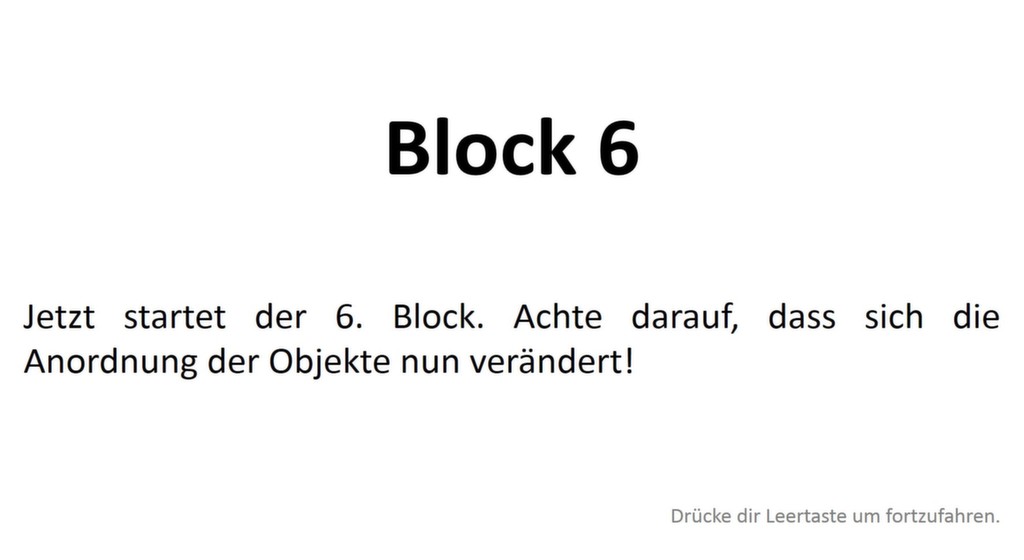 Block 6
Jetzt startet der 6. Block. Achte darauf, dass sich die
Anordnung der Objekte nun verändert!
Drücke dir Leertaste um fortzufahren.